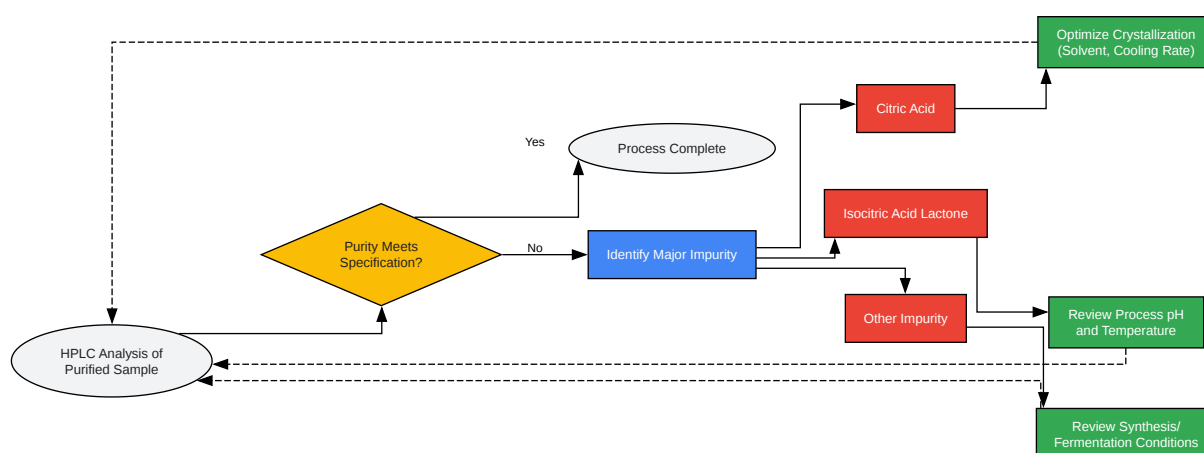 Optimize Crystallization
(Solvent, Cooling Rate)
Citric Acid
Yes
Process Complete
Isocitric Acid Lactone
Purity Meets
Specification?
No
Identify Major Impurity
Other Impurity
Review Process pH
and Temperature
HPLC Analysis of
Purified Sample
Review Synthesis/
Fermentation Conditions